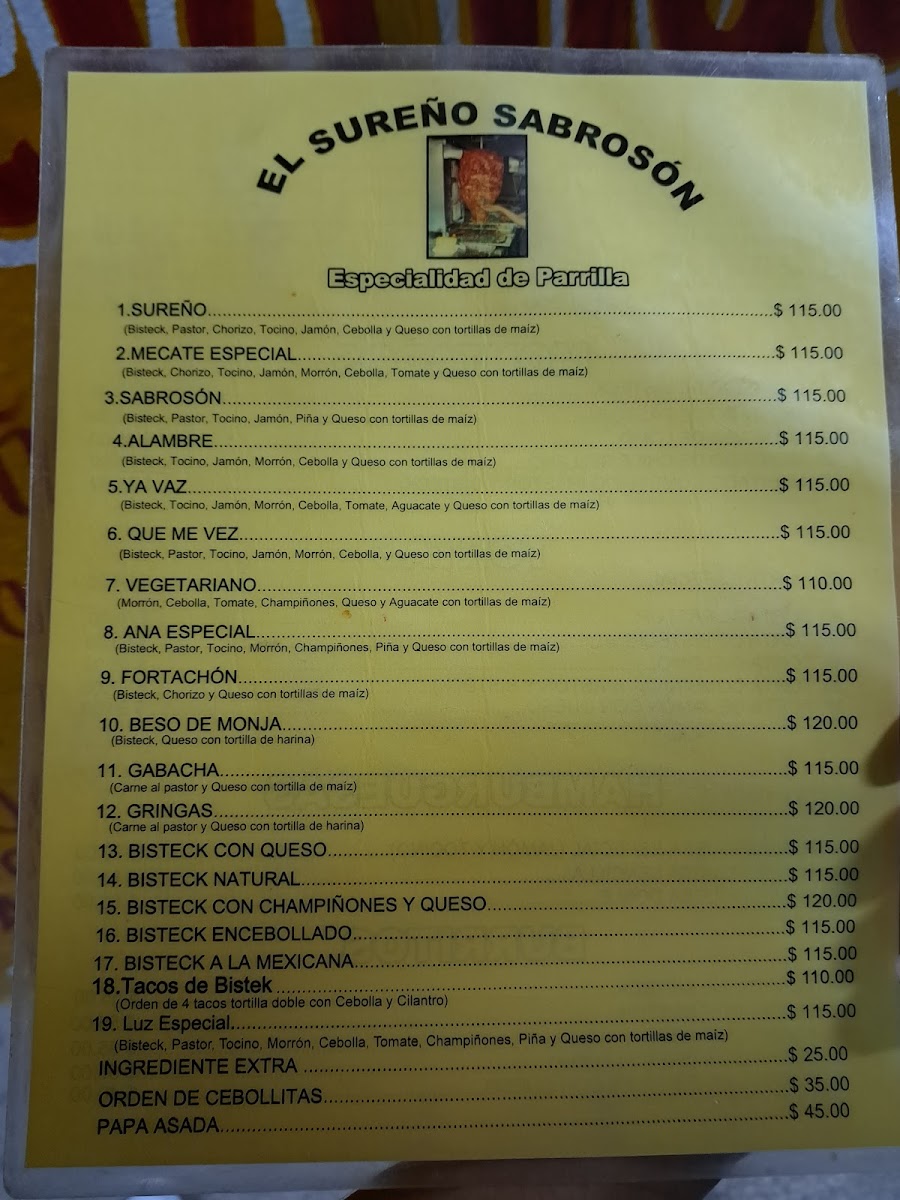 EL SUREÑO SABROSÓN
Especialidad de Parrilla
1.SUREÑO........................$ 115.00
(Bisteck, Pastor, Chorizo, Tocino, Jamón, Cebolla y Queso con tortillas de maíz)
2.MECATE ESPECIAL........................$ 115.00
(Bisteck, Chorizo, Tocino, Jamón, Morrón, Cebolla, Tomate y Queso con tortillas de maíz)
3.SABROSÓN........................$ 115.00
(Bisteck, Pastor, Tocino, Jamón, Piña y Queso con tortillas de maíz)
4.ALAMBRE........................$ 115.00
(Bisteck, Tocino, Jamón, Morrón, Cebolla y Queso con tortillas de maíz)
5.YA VAZ........................$ 115.00
(Bisteck, Tocino, Jamón, Morrón, Cebolla, Tomate, Aguacate y Queso con tortillas de maíz)
6. QUE ME VEZ........................$ 115.00
(Bisteck, Pastor, Tocino, Jamón, Morrón, Cebolla, y Queso con tortillas de maíz)
7. VEGETARIANO........................$ 110.00
(Morrón, Cebolla, Tomate, Champiñones, Queso y Aguacate con tortillas de maíz)
8. ANA ESPECIAL........................$ 115.00
(Bisteck, Pastor, Tocino, Morrón, Champiñones, Piña y Queso con tortillas de maíz)
9. FORTACHÓN........................$ 115.00
(Bisteck, Chorizo y Queso con tortillas de maíz)
10. BESO DE MONJA........................$ 120.00
(Bisteck, Queso con tortilla de harina)
11. GABACHA........................$ 115.00
(Carne al pastor y Queso con tortilla de maíz)
12. GRINGAS........................$ 120.00
(Carne al pastor y Queso con tortilla de harina)
13. BISTECK CON QUESO........................$ 115.00
14. BISTECK NATURAL........................$ 115.00
15. BISTECK CON CHAMPIÑONES Y QUESO........................$ 120.00
16. BISTECK ENCEBOLLADO........................$ 115.00
17. BISTECK A LA MEXICANA........................$ 115.00
18.Tacos de Bistek........................$ 110.00
(Orden de 4 tacos tortilla doble con Cebolla y Cilantro)
19. Luz Especial........................$ 115.00
(Bisteck, Pastor, Tocino, Morrón, Cebolla, Tomate, Champiñones, Piña y Queso con tortillas de maíz)
INGREDIENTE EXTRA ........................$ 25.00
ORDEN DE CEBOLLITAS........................$ 35.00
PAPA ASADA........................$ 45.00